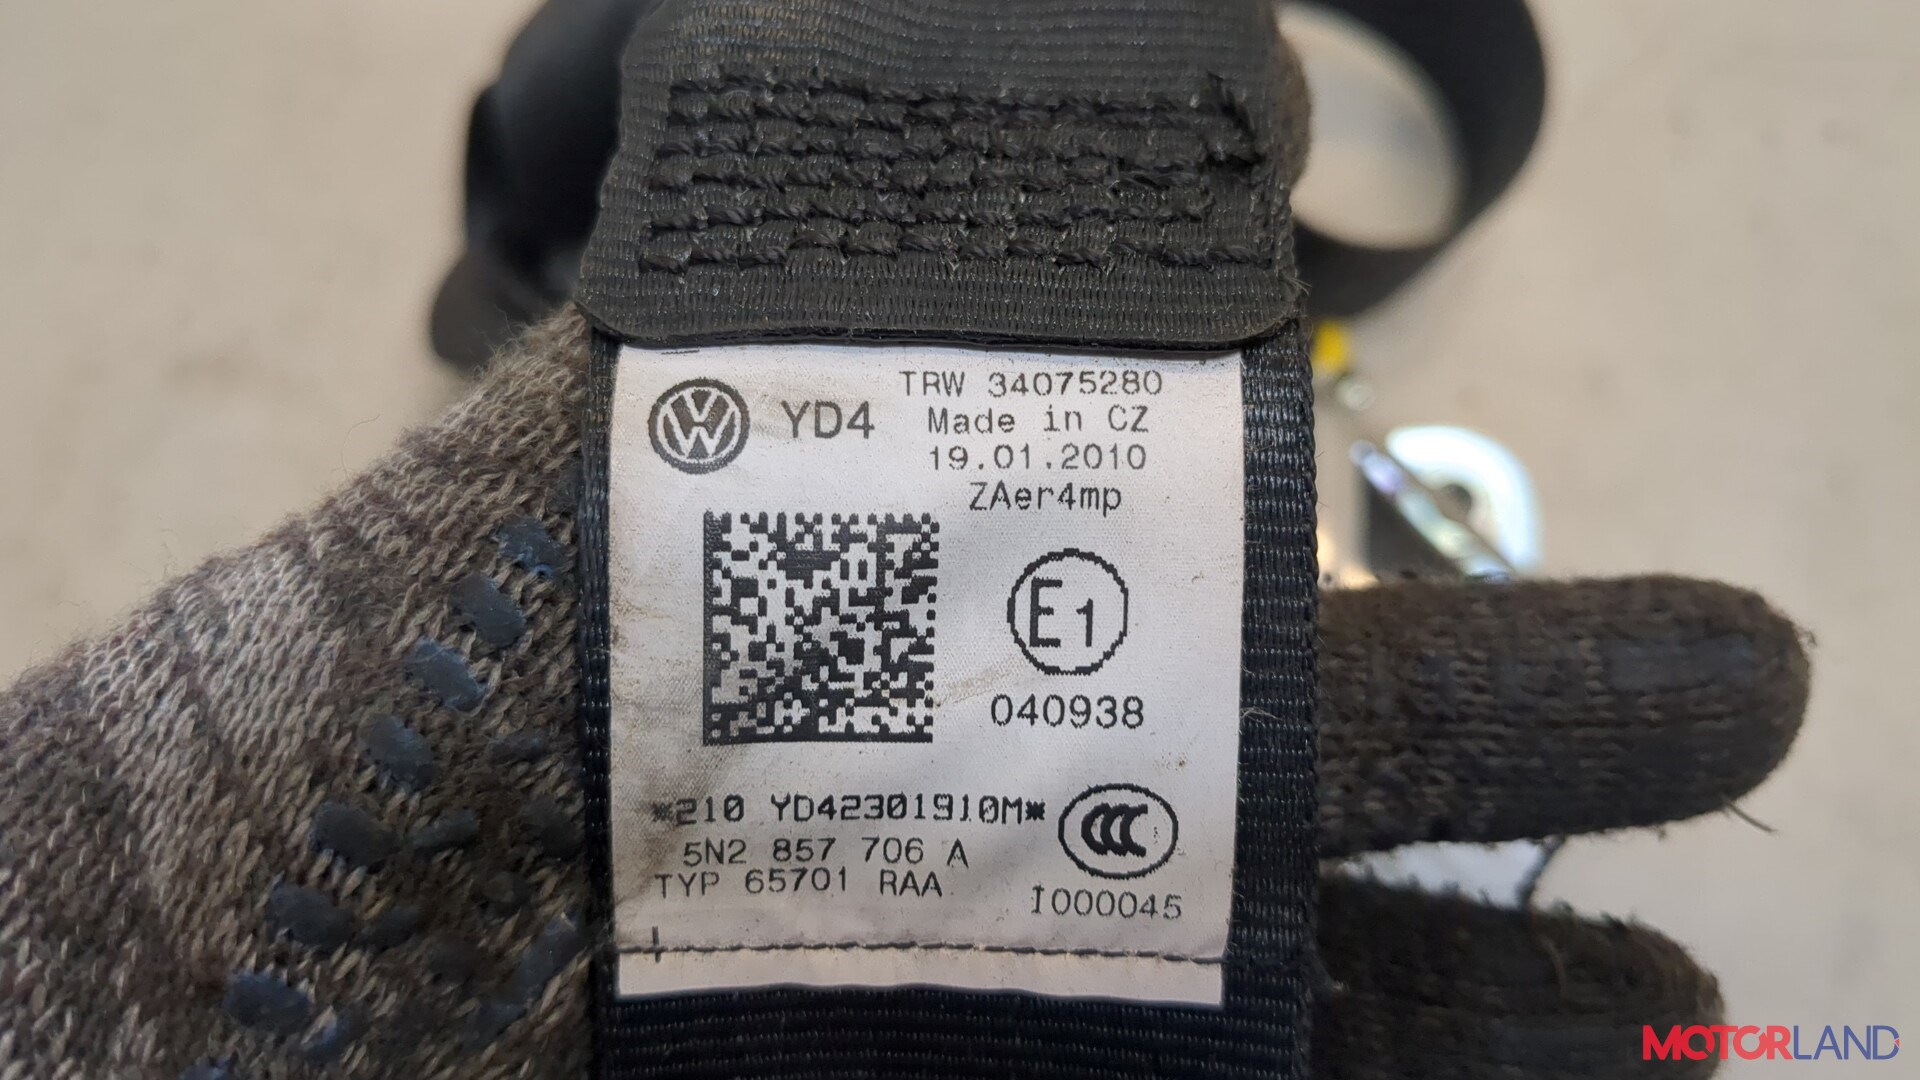 TRW 34075280
YD4
Made in CZ
19.01.2010
ZAer4mp
E1
040938
*210 YD42301910M*
5N2 857 706 A
TYP 65701 RAA
CCC
I000045
MOTORLAND